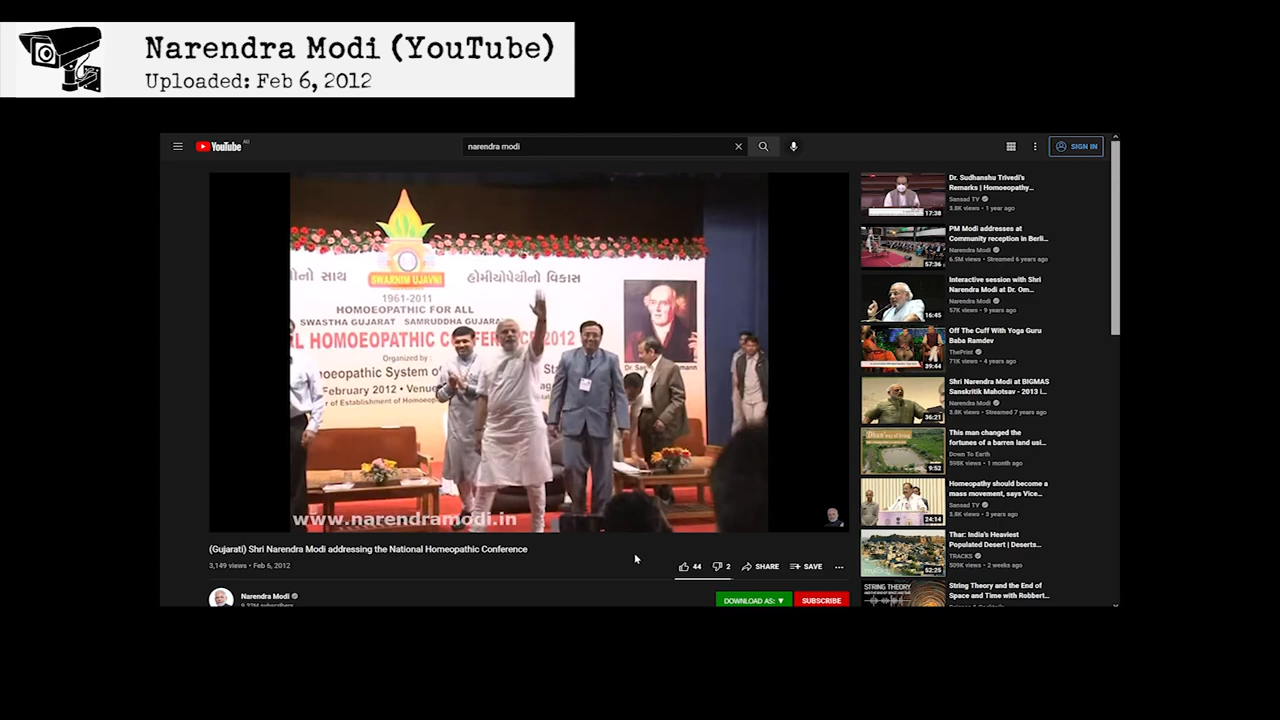 Narendra Modi (YouTube)
Uploaded: Feb 6, 2012
YouTube AU
narendra modi
SIGN IN
SWARNIM UJAVNI
સાથ
હોમીયોપેથીનો વિકાસ
1961-2011
HOMOEOPATHIC FOR ALL
SWASTHA GUJARAT SAMRUDDHA GUJARAT
HOMOEOPATHIC CONFERENCE 2012
Organized by :
oeopathic System of
February 2012 • Venue
of Establishment of Homoeop
www.narendramodi.in
(Gujarati) Shri Narendra Modi addressing the National Homeopathic Conference
3,149 views • Feb 6, 2012
44
2
SHARE
SAVE
Narendra Modi
DOWNLOAD AS: ▼
SUBSCRIBE
Dr. Sudhanshu Trivedi's
Remarks | Homoeopathy...
Sansad TV
3.8K views • 1 year ago
17:38
PM Modi addresses at
Community reception in Berli...
Narendra Modi
6.5M views • Streamed 6 years ago
57:36
Interactive session with Shri
Narendra Modi at Dr. Om...
Narendra Modi
57K views • 9 years ago
16:45
Off The Cuff With Yoga Guru
Baba Ramdev
ThePrint
71K views • 4 years ago
39:44
Shri Narendra Modi at BIGMAS
Sanskritik Mahotsav - 2013 i...
Narendra Modi
3.8K views • Streamed 7 years ago
36:21
This man changed the
fortunes of a barren land usi...
Down To Earth
598K views • 1 month ago
9:52
Homeopathy should become a
mass movement, says Vice...
Sansad TV
3.8K views • 3 years ago
24:14
Thar: India's Heaviest
Populated Desert | Deserts...
TRACKS
509K views • 2 weeks ago
52:25
STRING THEORY
String Theory and the End of
Space and Time with Robbert...